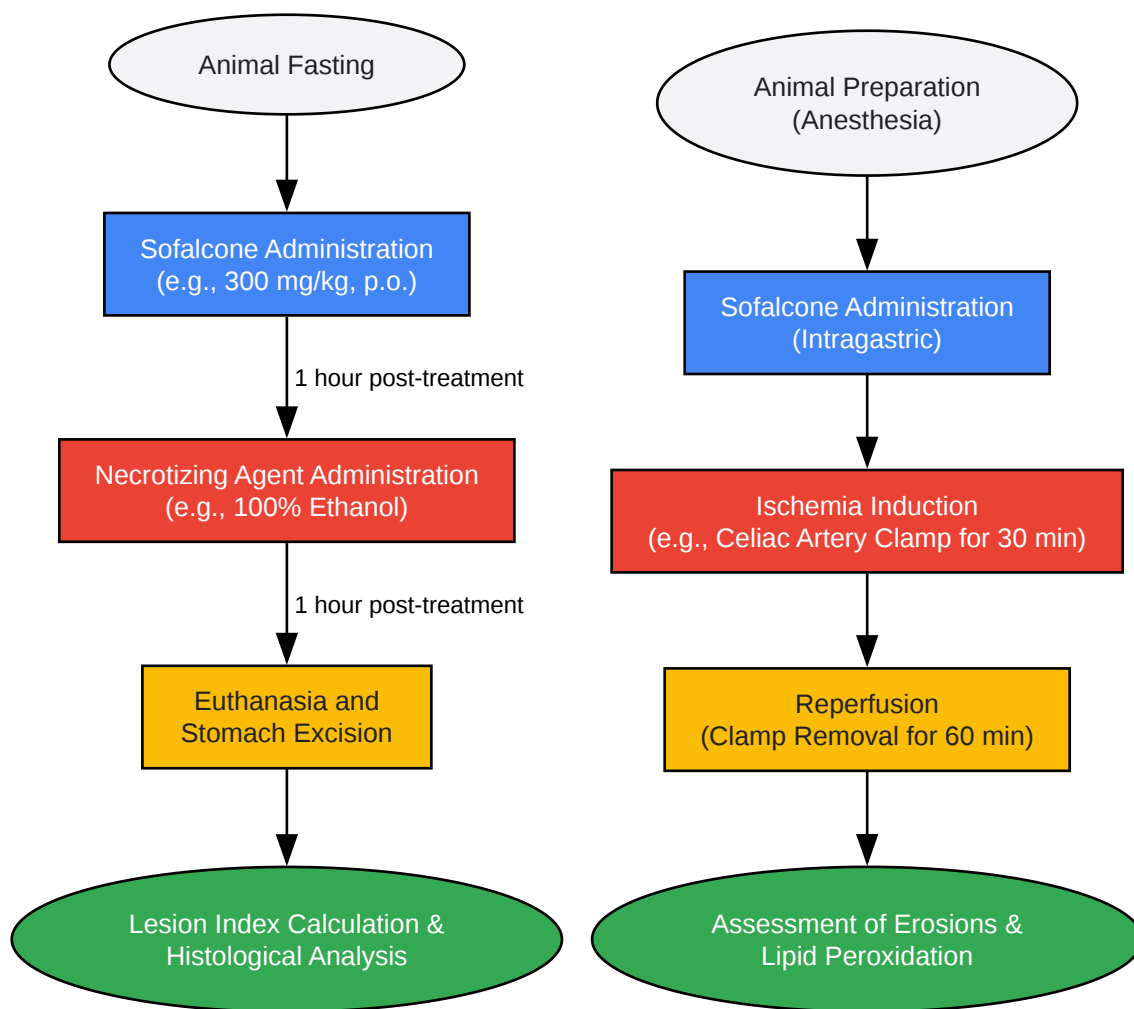 Animal Fasting
Sofalcone Administration
(e.g., 300 mg/kg, p.o.)
1 hour post-treatment
Necrotizing Agent Administration
(e.g., 100% Ethanol)
1 hour post-treatment
Euthanasia and
Stomach Excision
Lesion Index Calculation &
Histological Analysis
Animal Preparation
(Anesthesia)
Sofalcone Administration
(Intragastric)
Ischemia Induction
(e.g., Celiac Artery Clamp for 30 min)
Reperfusion
(Clamp Removal for 60 min)
Assessment of Erosions &
Lipid Peroxidation